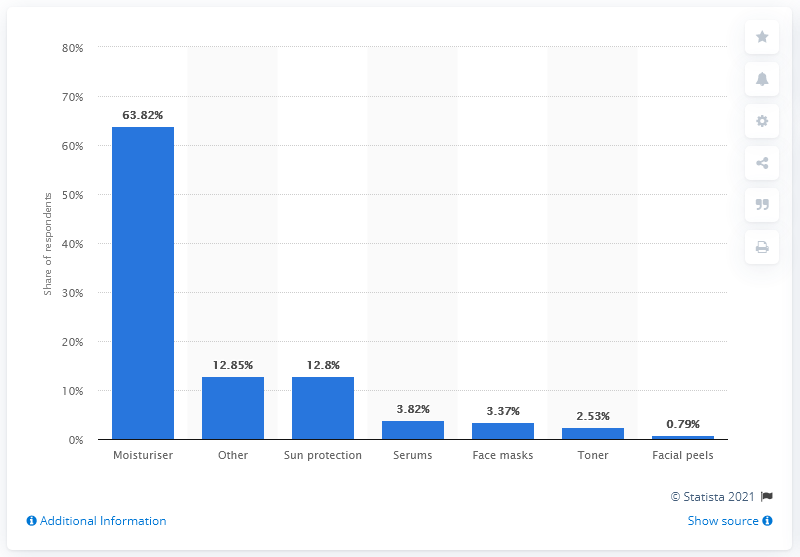 80%
70%
60%
50%
40%
30%
20%
10%
0%
Share of respondents
63.82%
12.85%
12.8%
3.82%
3.37%
2.53%
0.79%
Moisturiser
Other
Sun protection
Serums
Face masks
Toner
Facial peels
© Statista 2021
Additional Information
Show source